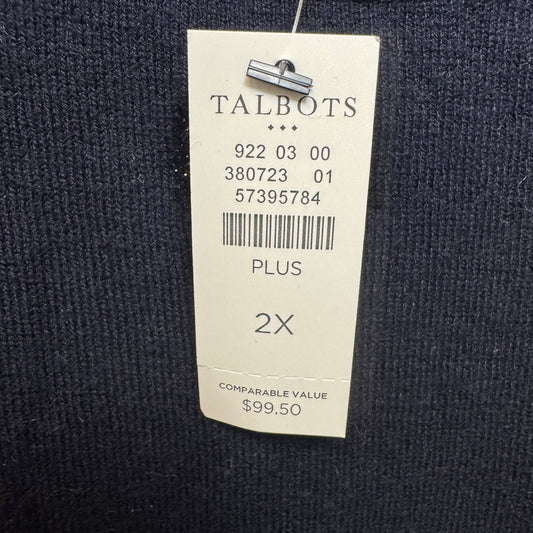 TALBOTS
922 03 00
380723 01
57395784
PLUS
2X
COMPARABLE VALUE
$99.50